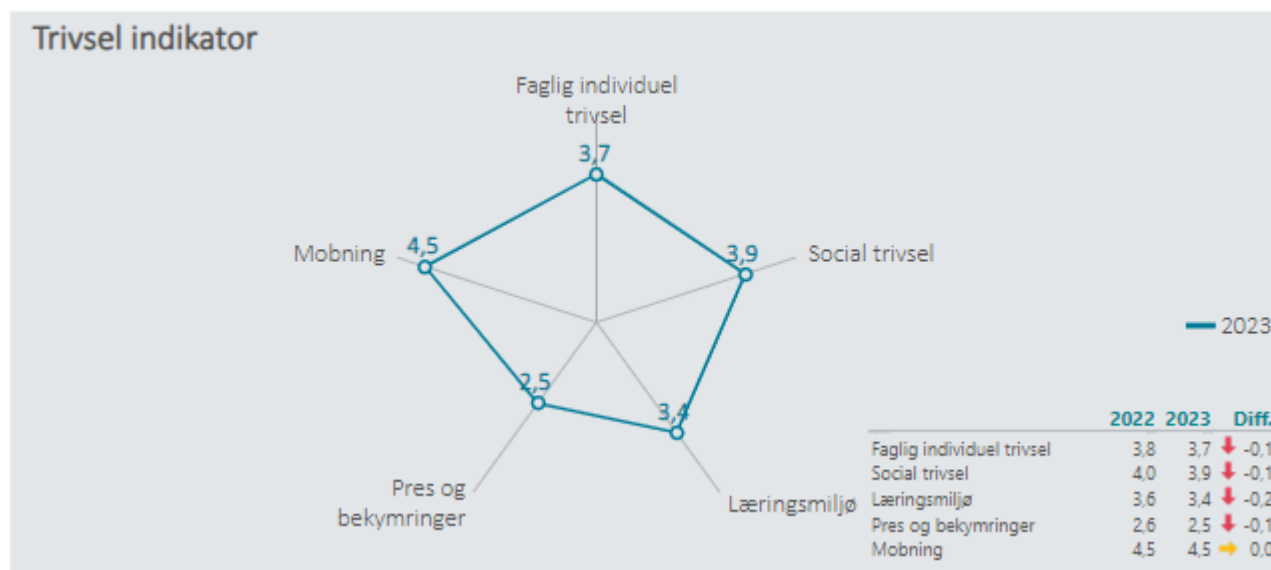 Trivsel indikator
Faglig individuel
trivsel
3,7
4,5
Mobning
3,9
Social trivsel
2023
2,5
3,4
Pres og
bekymringer
Læringsmiljø
2022 2023 Diff.
Faglig individuel trivsel 3,8 3,7 -0,1
Social trivsel 4,0 3,9 -0,1
Læringsmiljø 3,6 3,4 -0,2
Pres og bekymringer 2,6 2,5 -0,1
Mobning 4,5 4,5 0,0